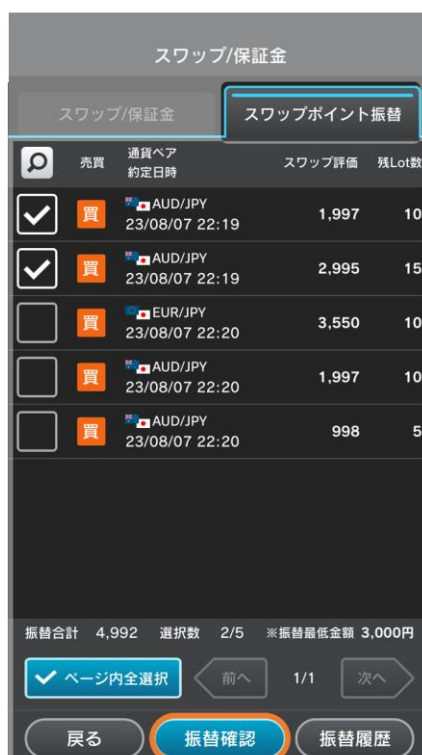 スワップ/保証金
スワップ/保証金 スワップポイント振替
売買 通貨ペア 約定日時 スワップ評価 残Lot数
買 AUD/JPY 1,997 10
23/08/07 22:19
買 AUD/JPY 2,995 15
23/08/07 22:19
買 EUR/JPY 3,550 10
23/08/07 22:20
買 AUD/JPY 1,997 10
23/08/07 22:20
買 AUD/JPY 998 5
23/08/07 22:20
振替合計 4,992 選択数 2/5 ※振替最低金額 3,000円
ページ内全選択 前へ 1/1 次へ
戻る 振替確認 振替履歴